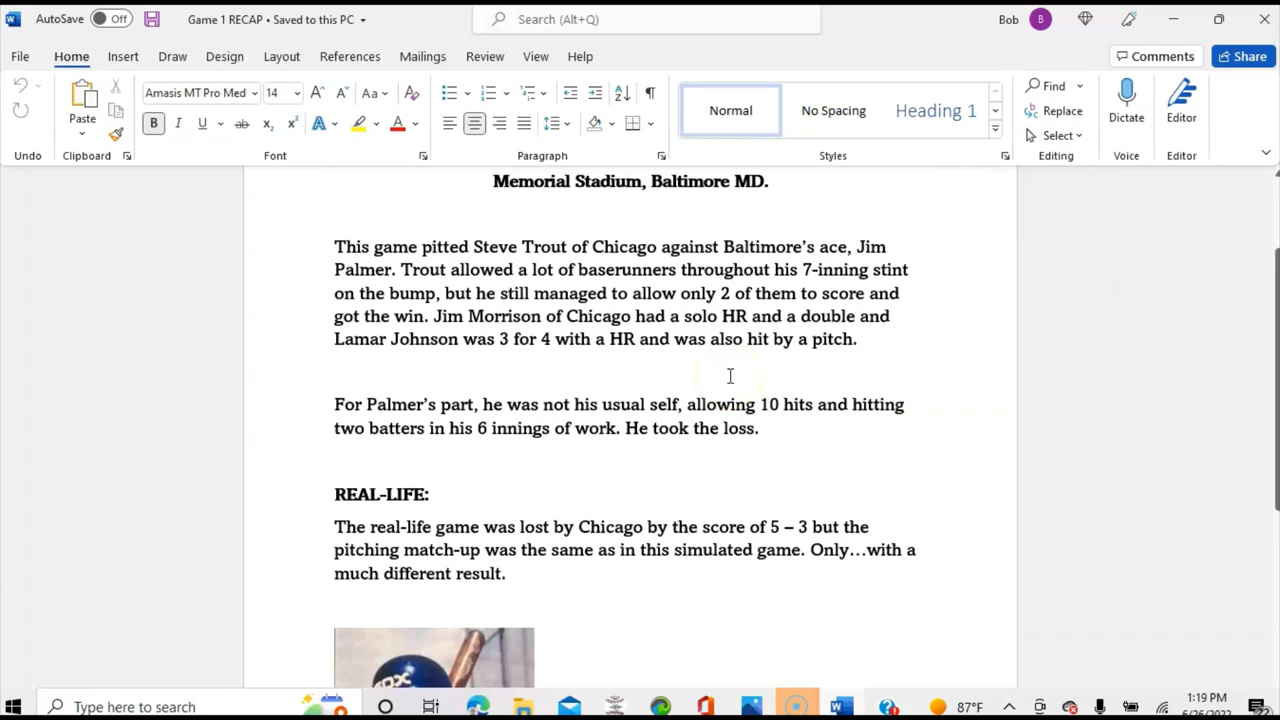 AutoSave Off Game 1 RECAP • Saved to this PC Search (Alt+Q) Bob B
File Home Insert Draw Design Layout References Mailings Review View Help Comments Share
Amasis MT Pro Med 14 A A Aa A Find
Paste Normal No Spacing Heading 1 Replace Dictate Editor
B I U ab x₂ x² A A Select
Undo Clipboard Font Paragraph Styles Editing Voice Editor
Memorial Stadium, Baltimore MD.
This game pitted Steve Trout of Chicago against Baltimore’s ace, Jim
Palmer. Trout allowed a lot of baserunners throughout his 7-inning stint
on the bump, but he still managed to allow only 2 of them to score and
got the win. Jim Morrison of Chicago had a solo HR and a double and
Lamar Johnson was 3 for 4 with a HR and was also hit by a pitch.
For Palmer’s part, he was not his usual self, allowing 10 hits and hitting
two batters in his 6 innings of work. He took the loss.
REAL-LIFE:
The real-life game was lost by Chicago by the score of 5 – 3 but the
pitching match-up was the same as in this simulated game. Only…with a
much different result.
SOX
Type here to search 87°F 1:19 PM